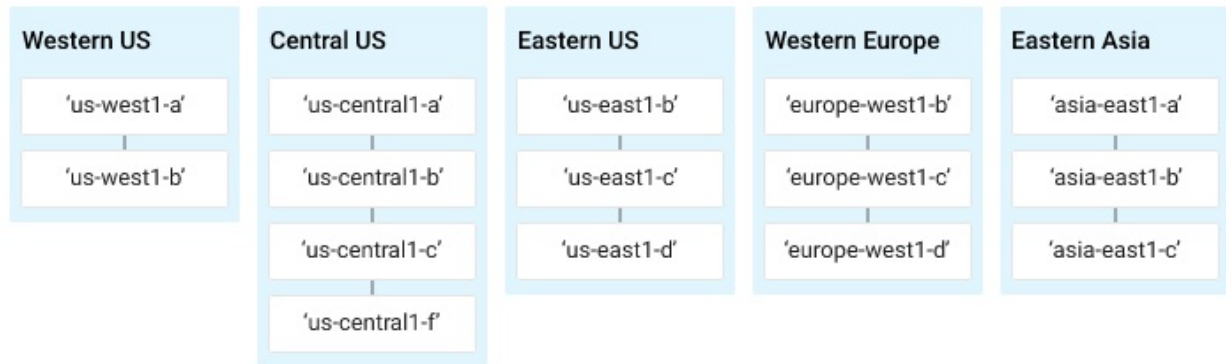 Western US
‘us-west1-a’
‘us-west1-b’
Central US
‘us-central1-a’
‘us-central1-b’
‘us-central1-c’
‘us-central1-f’
Eastern US
‘us-east1-b’
‘us-east1-c’
‘us-east1-d’
Western Europe
‘europe-west1-b’
‘europe-west1-c’
‘europe-west1-d’
Eastern Asia
‘asia-east1-a’
‘asia-east1-b’
‘asia-east1-c’